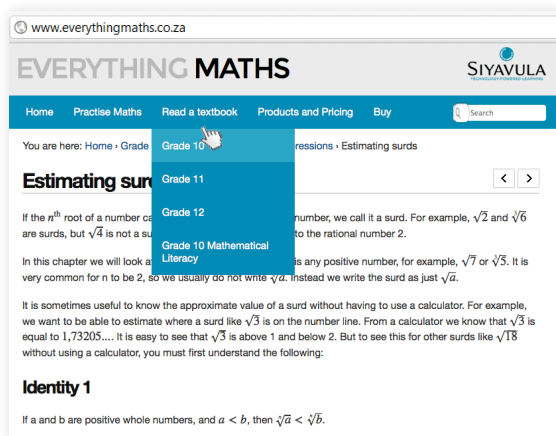 www.everythingmaths.co.za
EVERYTHING MATHS
SIYAVULA
TECHNOLOGY-POWERED LEARNING
Home Practise Maths Read a textbook Products and Pricing Buy Search
You are here: Home › Grade ressions › Estimating surds
Grade 10
Estimating sur
Grade 11
If the nᵗʰ root of a number ca number, we call it a surd. For example, √2 and ∛6
Grade 12
are surds, but √4 is not a su to the rational number 2.
Grade 10 Mathematical
Literacy
In this chapter we will look a is any positive number, for example, √7 or ∛5. It is
very common for n to be 2, so we usually do not write ²√a. Instead we write the surd as just √a.
It is sometimes useful to know the approximate value of a surd without having to use a calculator. For example,
we want to be able to estimate where a surd like √3 is on the number line. From a calculator we know that √3 is
equal to 1,73205.... It is easy to see that √3 is above 1 and below 2. But to see this for other surds like √18
without using a calculator, you must first understand the following:
Identity 1
If a and b are positive whole numbers, and a < b, then ⁿ√a < ⁿ√b.